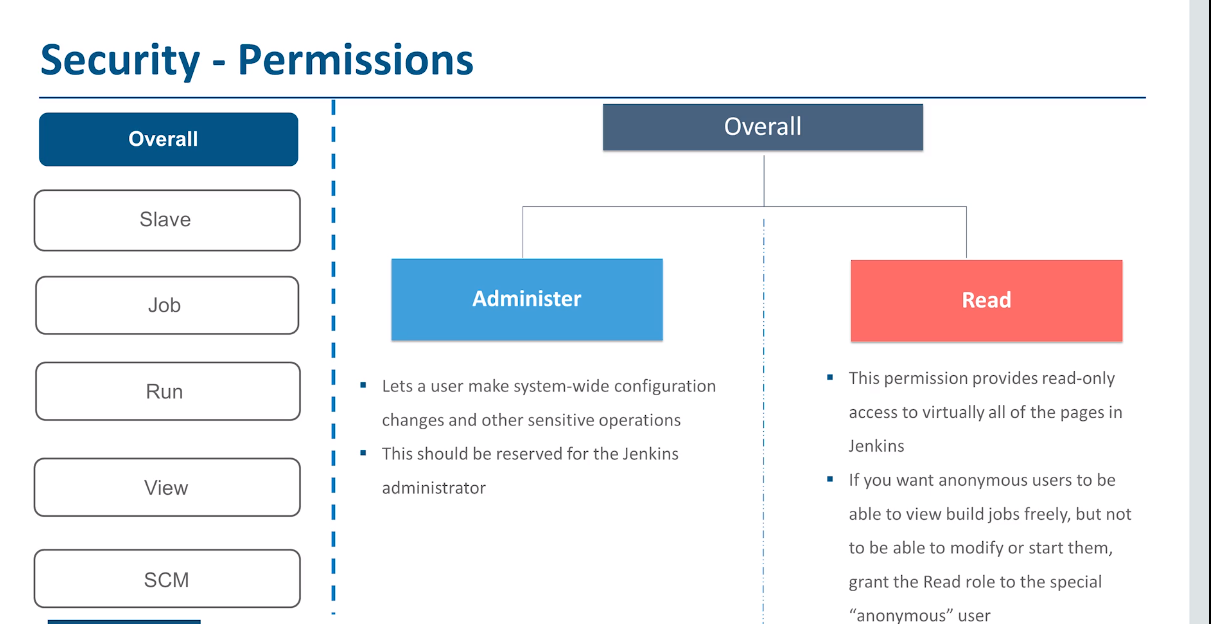 Security - Permissions
Overall
Slave
Job
Run
View
SCM
Overall
Administer
▪ Lets a user make system-wide configuration
changes and other sensitive operations
▪ This should be reserved for the Jenkins
administrator
Read
▪ This permission provides read-only
access to virtually all of the pages in
Jenkins
▪ If you want anonymous users to be
able to view build jobs freely, but not
to be able to modify or start them,
grant the Read role to the special
“anonymous” user